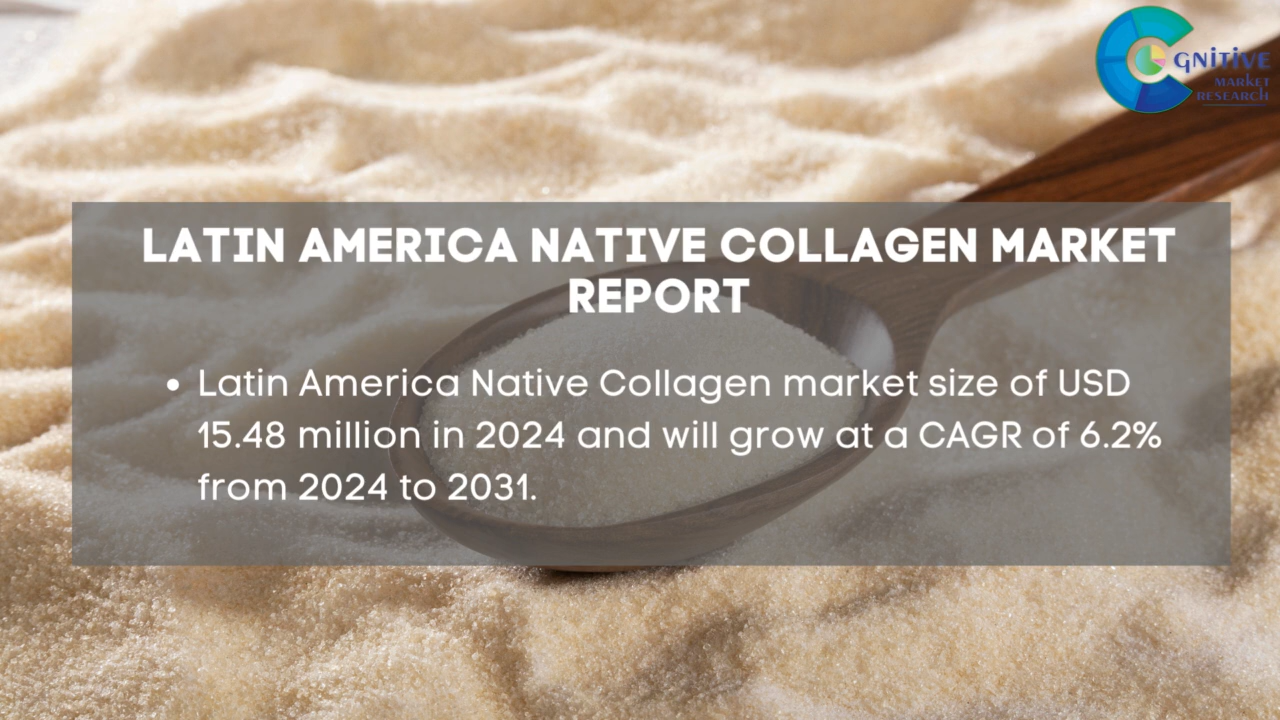 GNITIVE
MARKET
RESEARCH
LATIN AMERICA NATIVE COLLAGEN MARKET
REPORT
• Latin America Native Collagen market size of USD
15.48 million in 2024 and will grow at a CAGR of 6.2%
from 2024 to 2031.